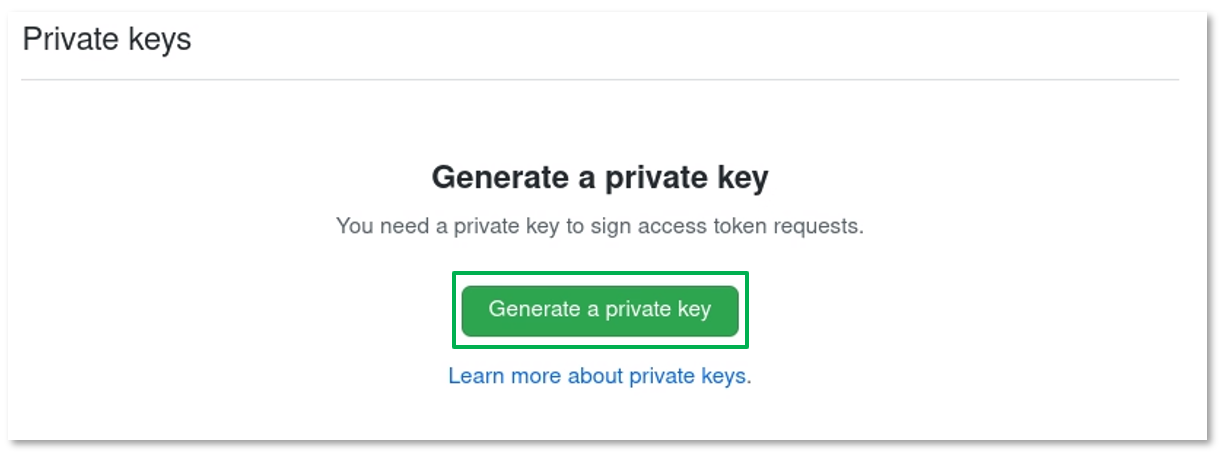 Private keys
Generate a private key
You need a private key to sign access token requests.
Generate a private key
Learn more about private keys.